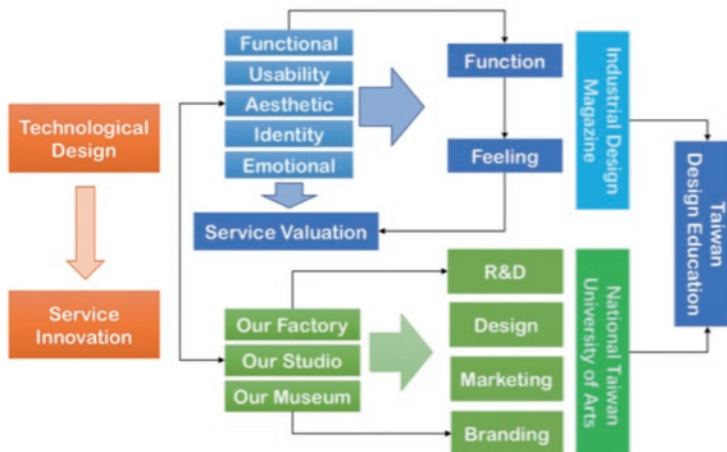 Technological
Design
Service
Innovation
Functional
Usability
Aesthetic
Identity
Emotional
Service Valuation
Function
Feeling
Industrial Design
Magazine
Our Factory
Our Studio
Our Museum
R&D
Design
Marketing
Branding
National Taiwan
University of Arts
Taiwan
Design Education